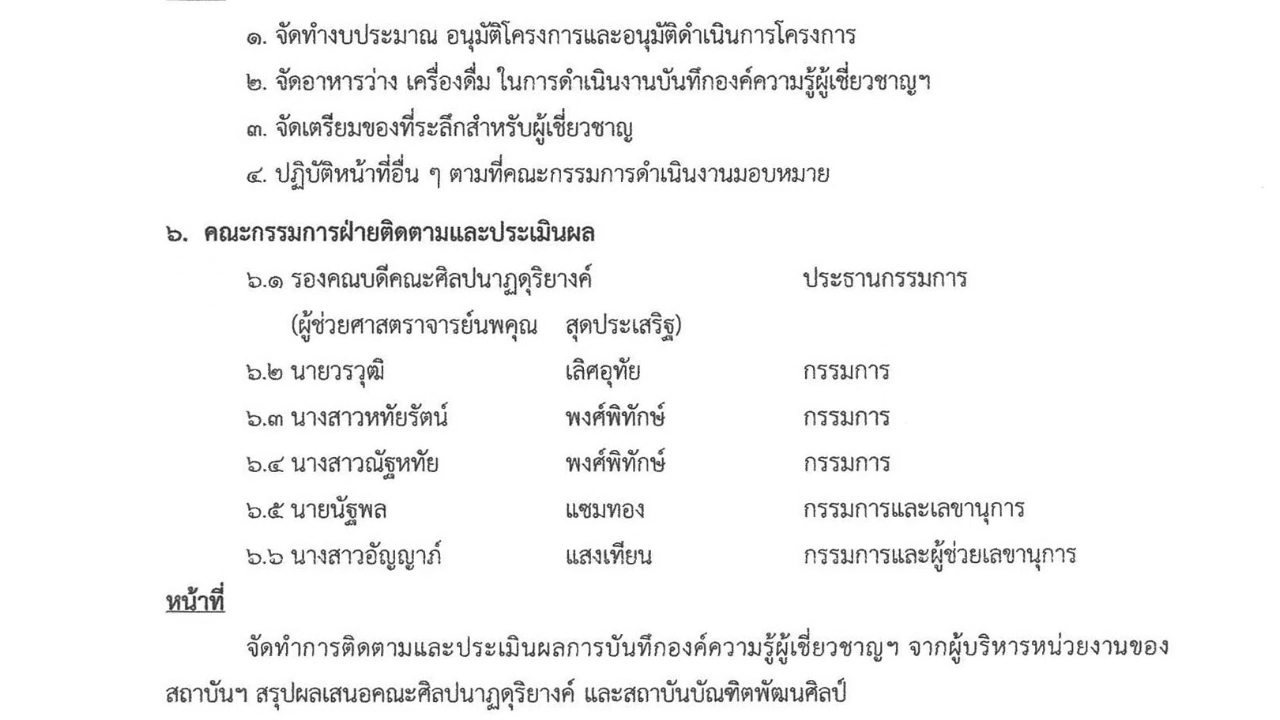 ๑. จัดทำงบประมาณ อนุมัติโครงการและอนุมัติดำเนินการโครงการ
๒. จัดอาหารว่าง เครื่องดื่ม ในการดำเนินงานบันทึกองค์ความรู้ผู้เชี่ยวชาญฯ
๓. จัดเตรียมของที่ระลึกสำหรับผู้เชี่ยวชาญ
๔. ปฏิบัติหน้าที่อื่น ๆ ตามที่คณะกรรมการดำเนินงานมอบหมาย
๖. คณะกรรมการฝ่ายติดตามและประเมินผล
๖.๑ รองคณบดีคณะศิลปนาฏดุริยางค์ ประธานกรรมการ
(ผู้ช่วยศาสตราจารย์นพคุณ สุดประเสริฐ)
๖.๒ นายวรวุฒิ เลิศอุทัย กรรมการ
๖.๓ นางสาวหทัยรัตน์ พงศ์พิทักษ์ กรรมการ
๖.๔ นางสาวณัฐหทัย พงศ์พิทักษ์ กรรมการ
๖.๕ นายนัฐพล แซมทอง กรรมการและเลขานุการ
๖.๖ นางสาวอัญญาภ์ แสงเทียน กรรมการและผู้ช่วยเลขานุการ
หน้าที่
จัดทำการติดตามและประเมินผลการบันทึกองค์ความรู้ผู้เชี่ยวชาญฯ จากผู้บริหารหน่วยงานของ
สถาบันฯ สรุปผลเสนอคณะศิลปนาฏดุริยางค์ และสถาบันบัณฑิตพัฒนศิลป์